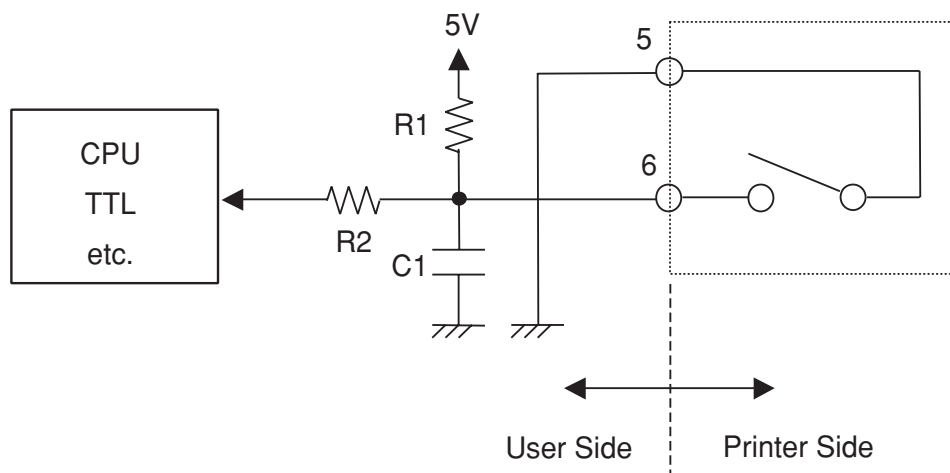 5V
5
R1
CPU
TTL
etc.
6
R2
C1
User Side
Printer Side